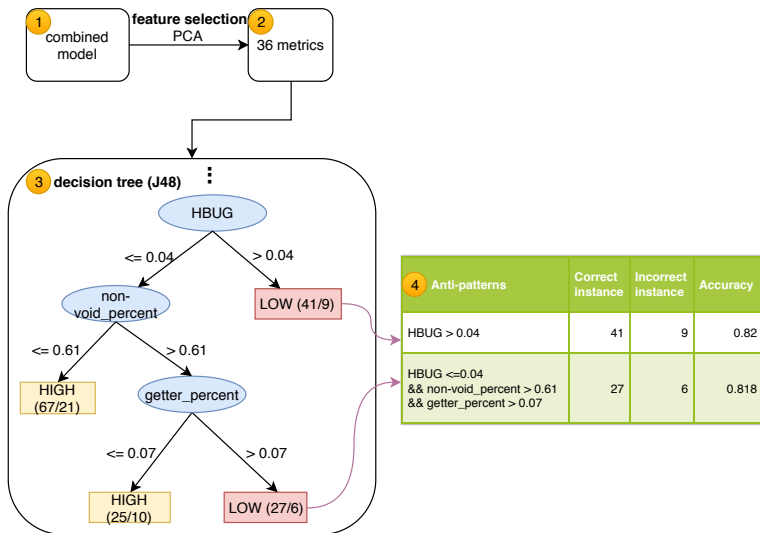 1
combined
model
feature selection
PCA
2
36 metrics
3 decision tree (J48)
⋮
HBUG
<= 0.04
> 0.04
non-
void_percent
LOW (41/9)
<= 0.61
> 0.61
HIGH
(67/21)
getter_percent
<= 0.07
> 0.07
HIGH
(25/10)
LOW (27/6)
4 Anti-patterns
Correct
instance
Incorrect
instance
Accuracy
HBUG > 0.04
41
9
0.82
HBUG <=0.04
&& non-void_percent > 0.61
&& getter_percent > 0.07
27
6
0.818